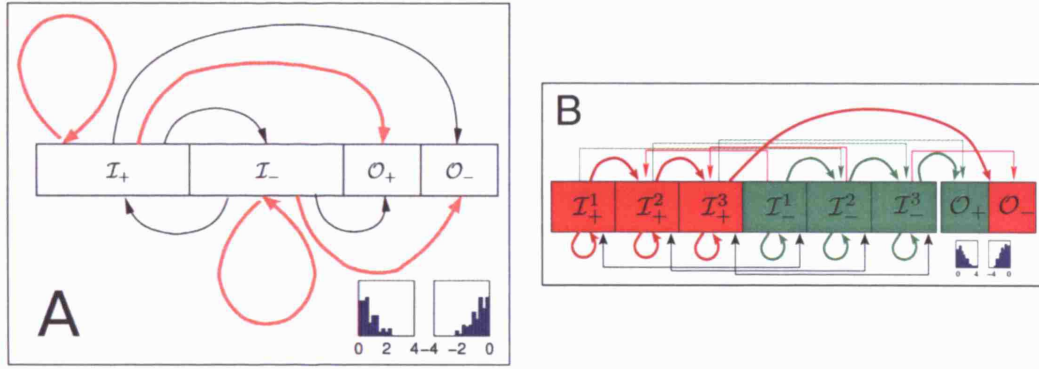 A
I₊ I₋ O₊ O₋
0 2 4 −4 −2 0
B
I₊¹ I₊² I₊³ I₋¹ I₋² I₋³ O₊ O₋
0 4 −4 0